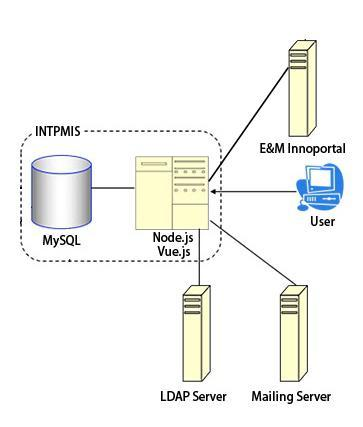 E&M Innoportal
INTPMIS
User
MySQL
Node.js
Vue.js
LDAP Server
Mailing Server